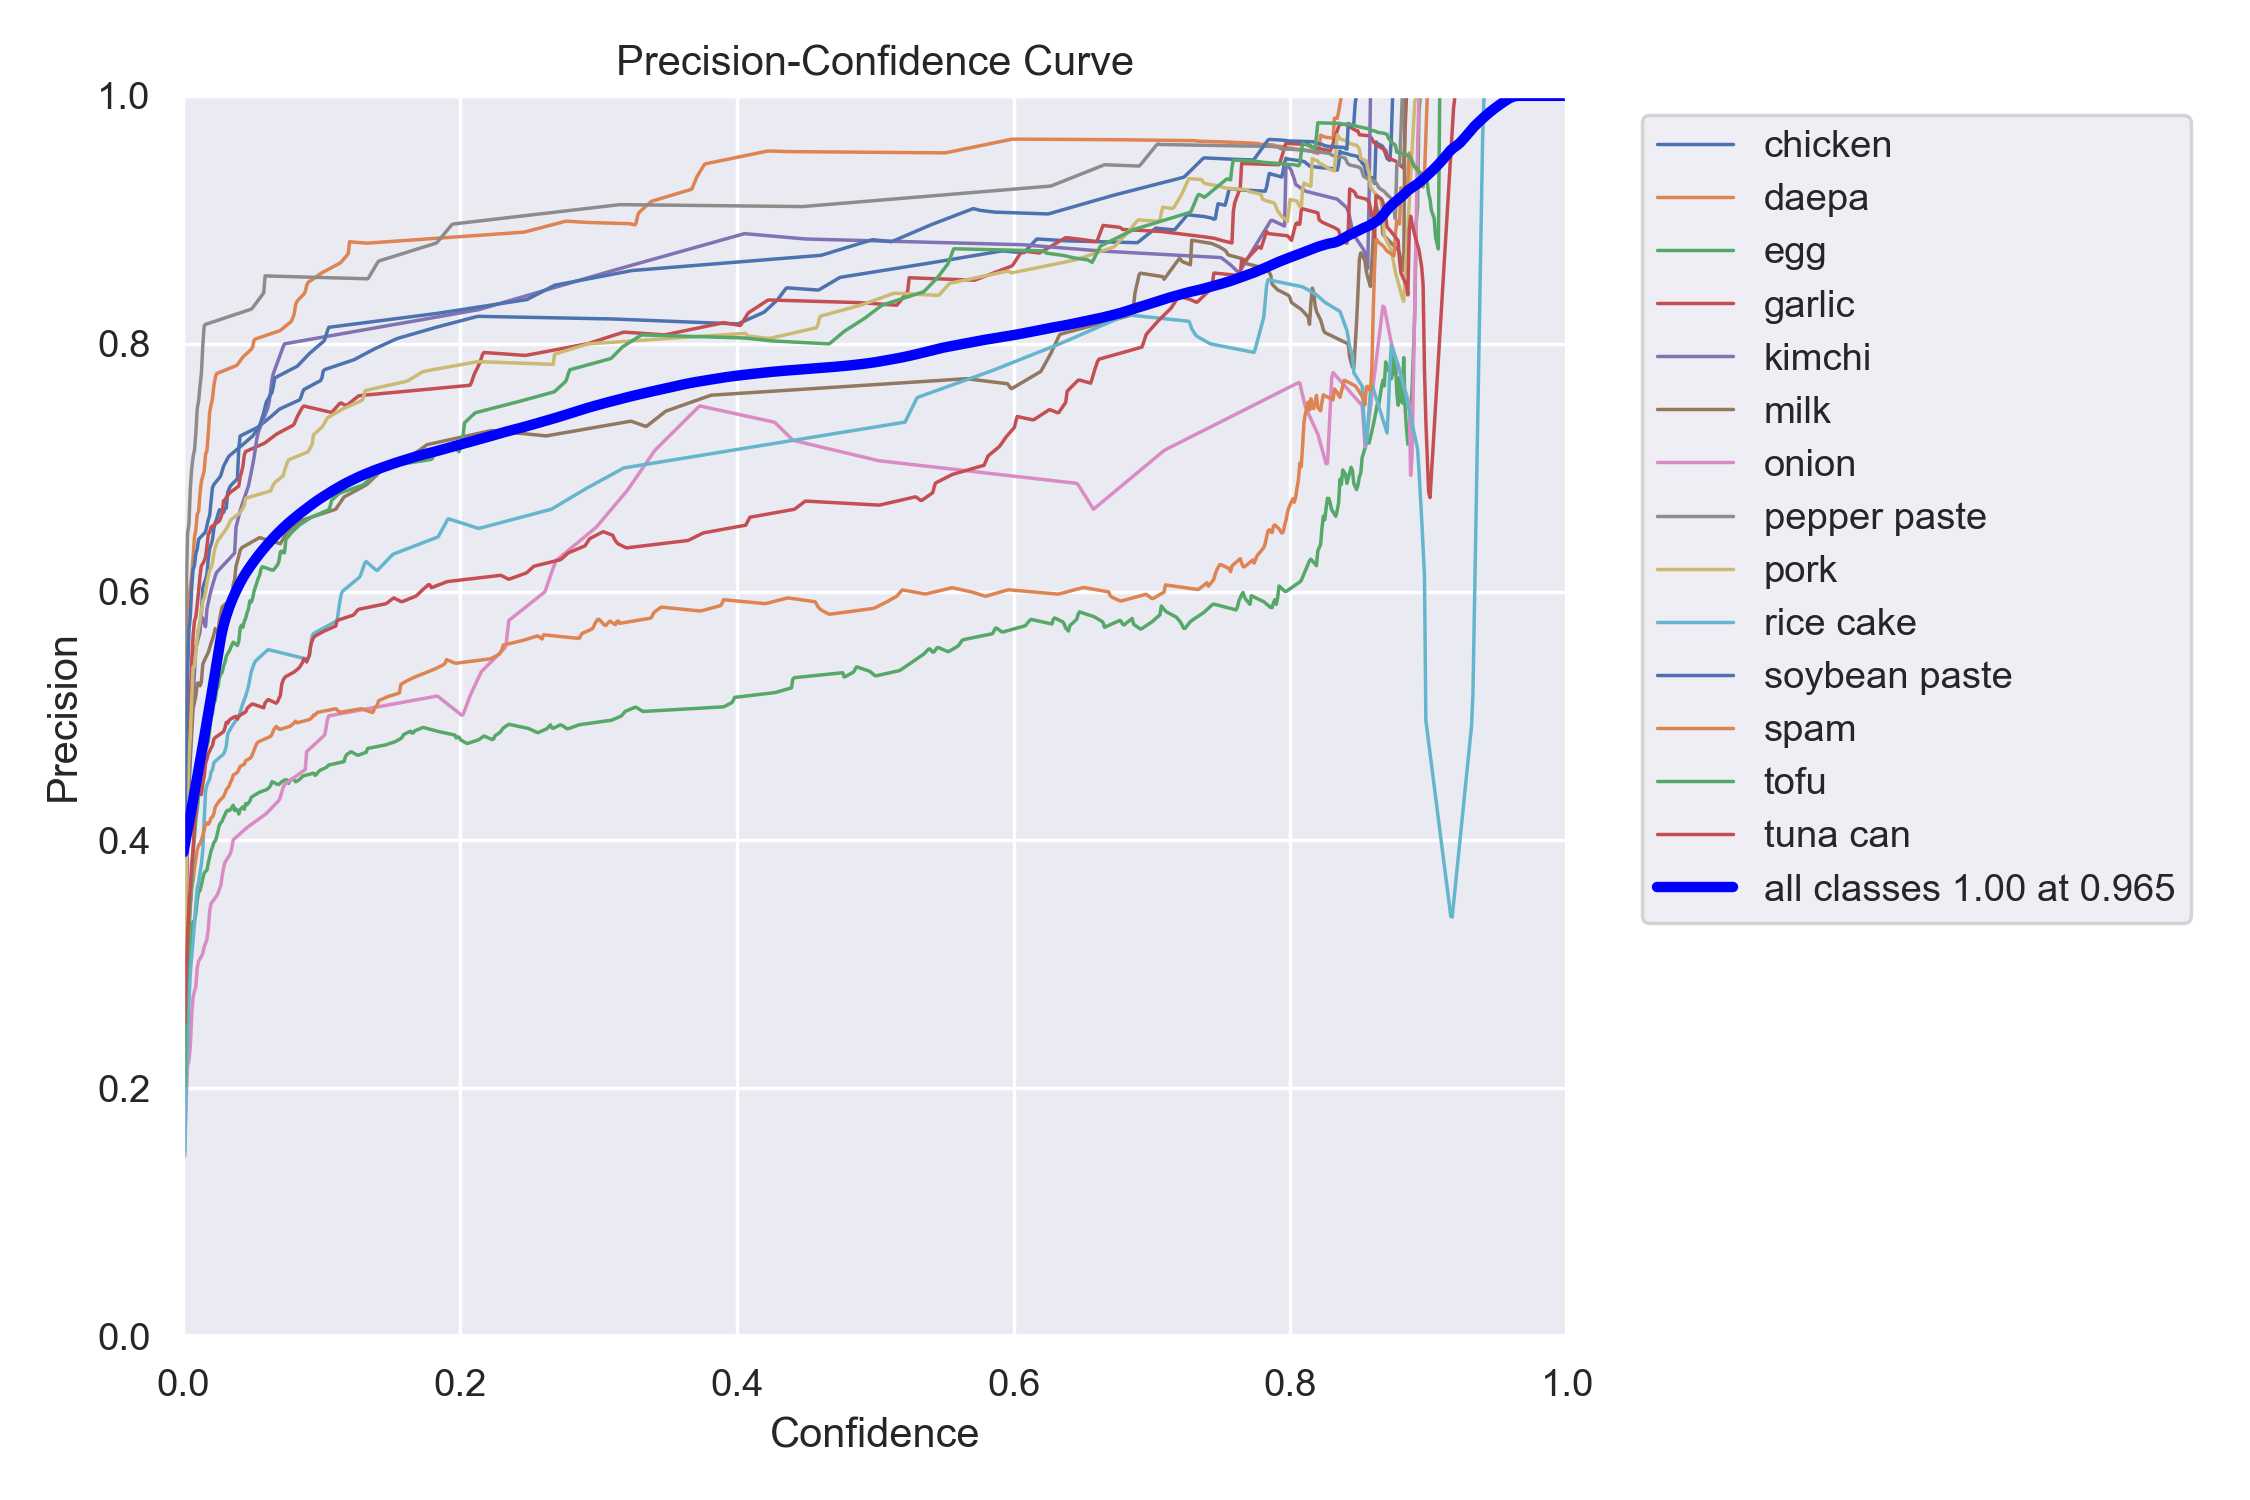 Precision-Confidence Curve
1.0
0.8
0.6
0.4
0.2
0.0
Precision
0.0 0.2 0.4 0.6 0.8 1.0
Confidence
chicken
daepa
egg
garlic
kimchi
milk
onion
pepper paste
pork
rice cake
soybean paste
spam
tofu
tuna can
all classes 1.00 at 0.965